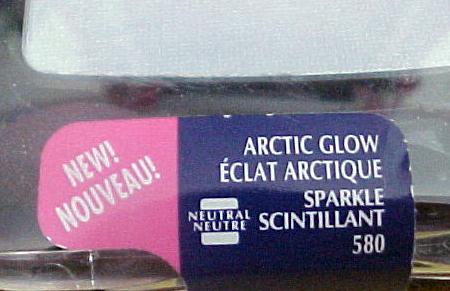 NEW!
NOUVEAU!
ARCTIC GLOW
ÉCLAT ARCTIQUE
SPARKLE
SCINTILLANT
580
NEUTRAL
NEUTRE